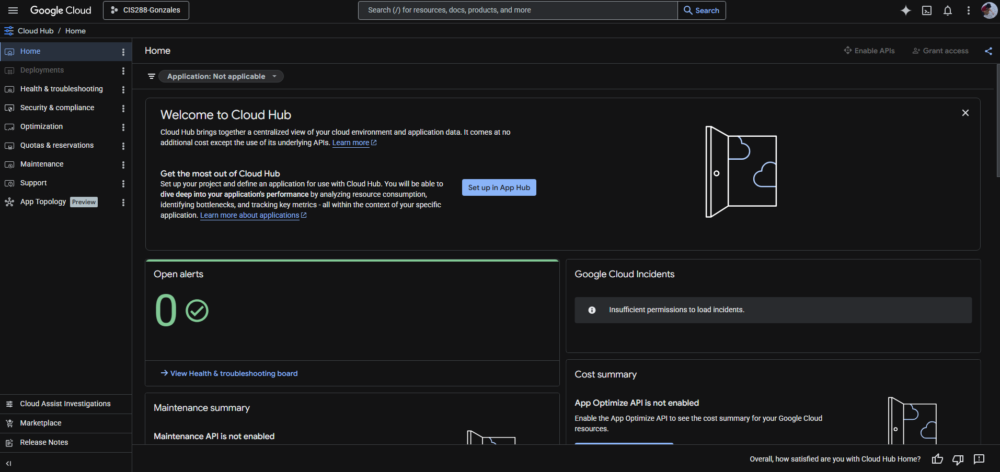 Google Cloud
CIS288-Gonzales
Search (/) for resources, docs, products, and more
Search
Cloud Hub / Home
Home
Deployments
Health & troubleshooting
Security & compliance
Optimization
Quotas & reservations
Maintenance
Support
App Topology Preview
Cloud Assist Investigations
Marketplace
Release Notes
Home
Enable APIs
Grant access
Application: Not applicable
Welcome to Cloud Hub
Cloud Hub brings together a centralized view of your cloud environment and application data. It comes at no
additional cost except the use of its underlying APIs. Learn more
Get the most out of Cloud Hub
Set up your project and define an application for use with Cloud Hub. You will be able to
dive deep into your application's performance by analyzing resource consumption,
identifying bottlenecks, and tracking key metrics - all within the context of your specific
application. Learn more about applications
Set up in App Hub
Open alerts
0
View Health & troubleshooting board
Google Cloud Incidents
Insufficient permissions to load incidents.
Maintenance summary
Maintenance API is not enabled
Cost summary
App Optimize API is not enabled
Enable the App Optimize API to see the cost summary for your Google Cloud
resources.
Overall, how satisfied are you with Cloud Hub Home?